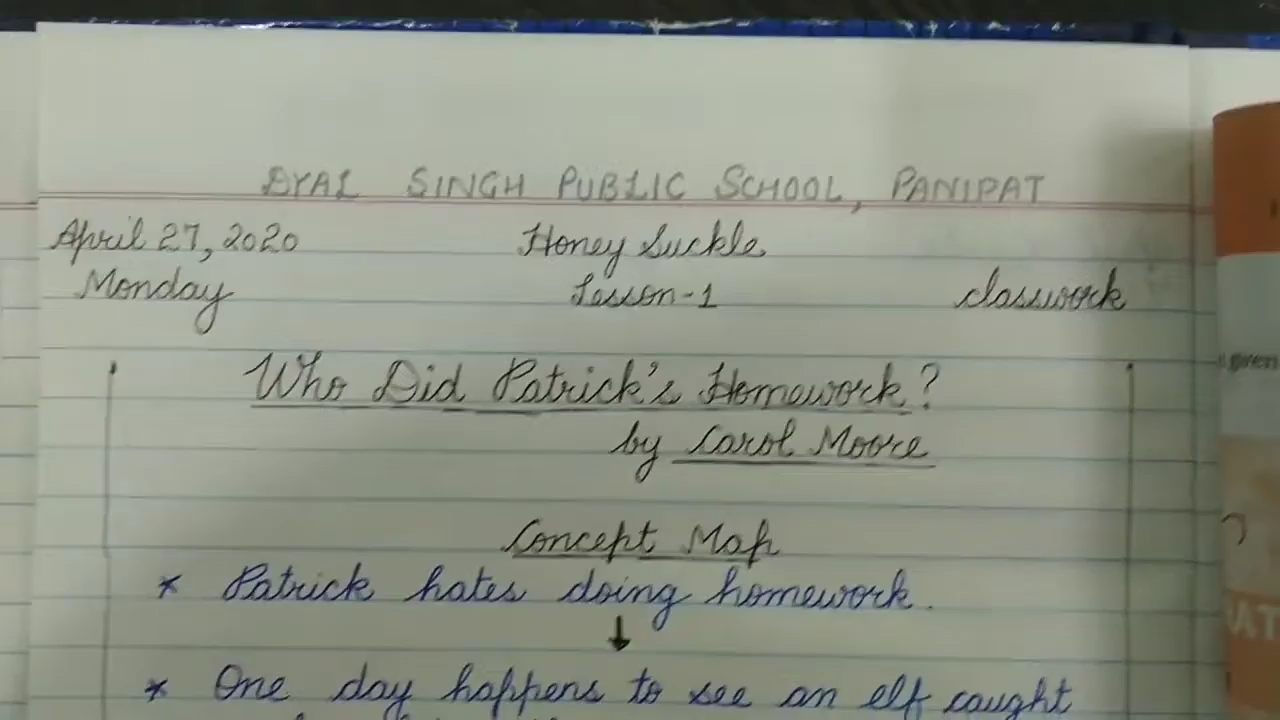 DYAL SINGH PUBLIC SCHOOL, PANIPAT
April 27, 2020 Honey Suckle
Monday Lesson-1 classwork
Who Did Patrick's Homework?
by Carol Moore
Concept Map
* Patrick hates doing homework.
↓
* One day happens to see an elf caught
given